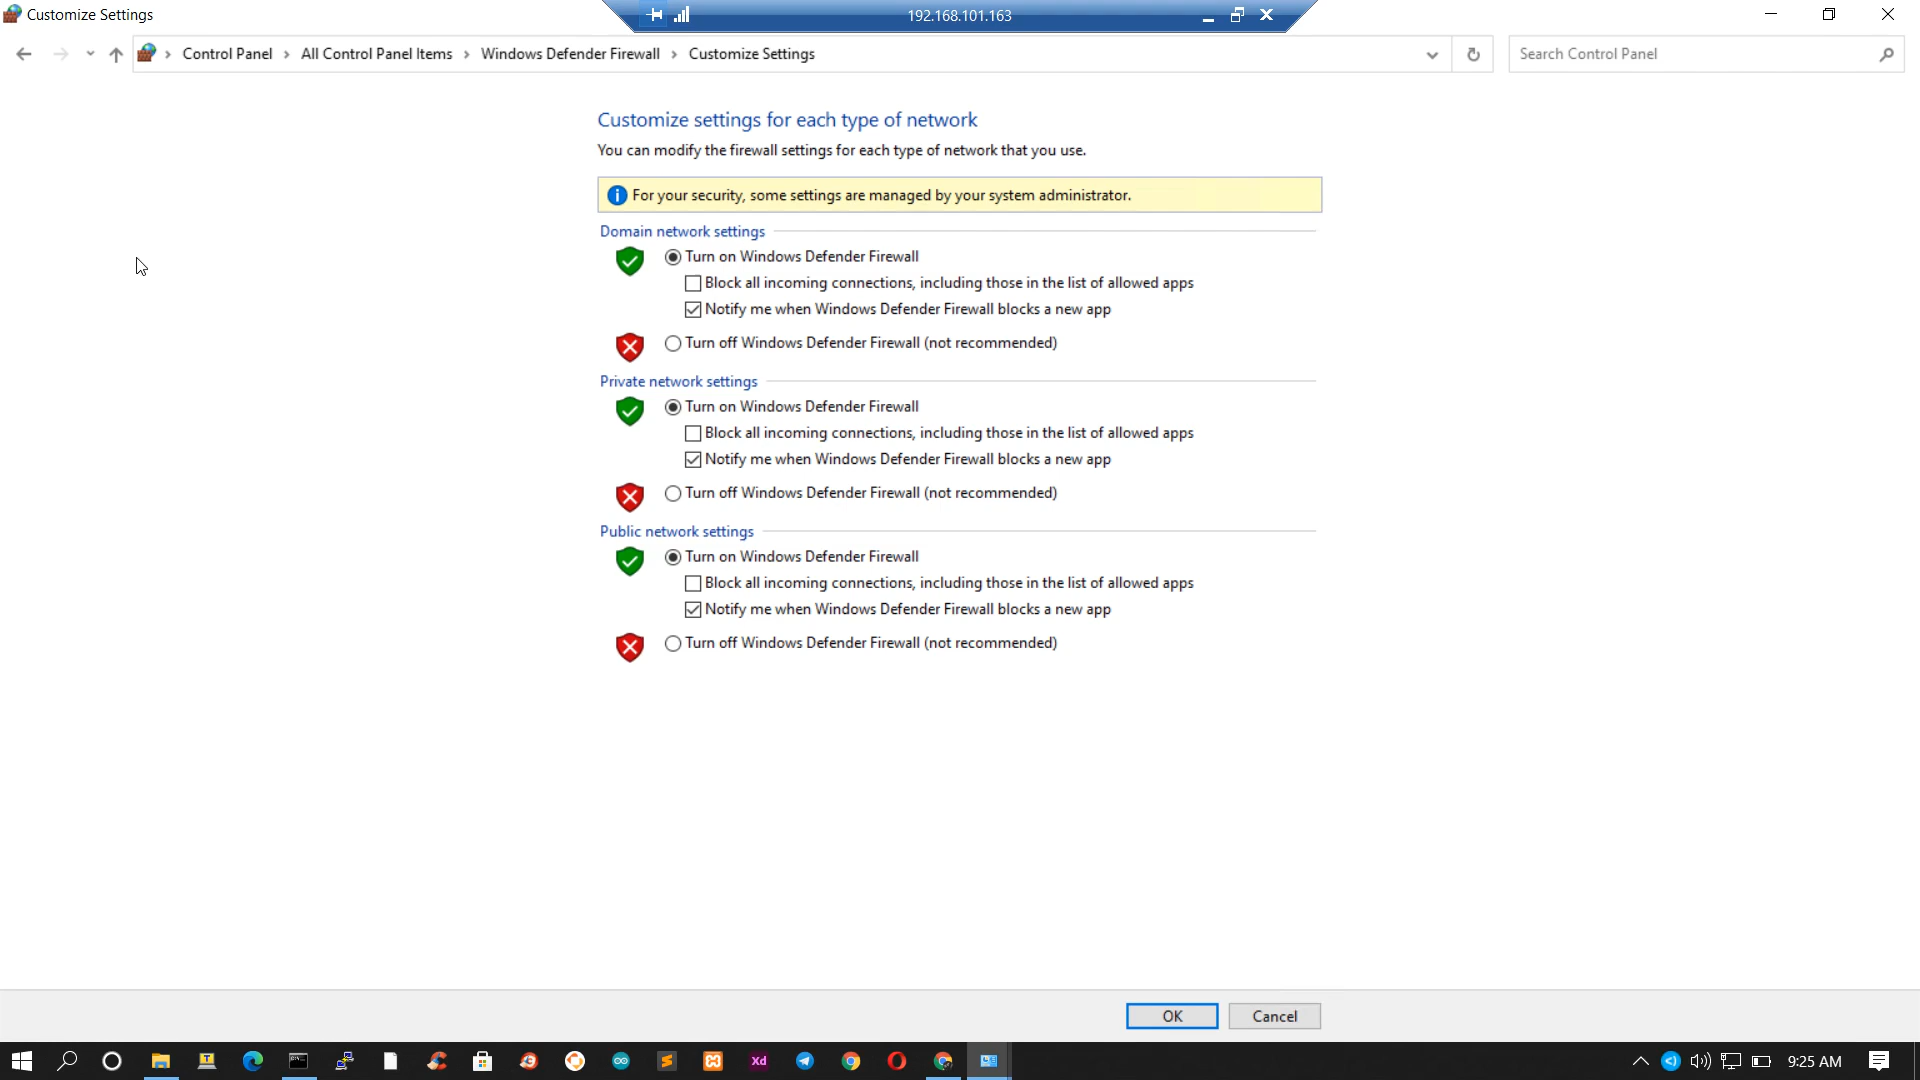 Customize Settings
192.168.101.163
Control Panel
All Control Panel Items
Windows Defender Firewall
Customize Settings
Search Control Panel
Customize settings for each type of network
You can modify the firewall settings for each type of network that you use.
For your security, some settings are managed by your system administrator.
Domain network settings
Turn on Windows Defender Firewall
Block all incoming connections, including those in the list of allowed apps
Notify me when Windows Defender Firewall blocks a new app
Turn off Windows Defender Firewall (not recommended)
Private network settings
Turn on Windows Defender Firewall
Block all incoming connections, including those in the list of allowed apps
Notify me when Windows Defender Firewall blocks a new app
Turn off Windows Defender Firewall (not recommended)
Public network settings
Turn on Windows Defender Firewall
Block all incoming connections, including those in the list of allowed apps
Notify me when Windows Defender Firewall blocks a new app
Turn off Windows Defender Firewall (not recommended)
OK
Cancel
T
Xd
9:25 AM